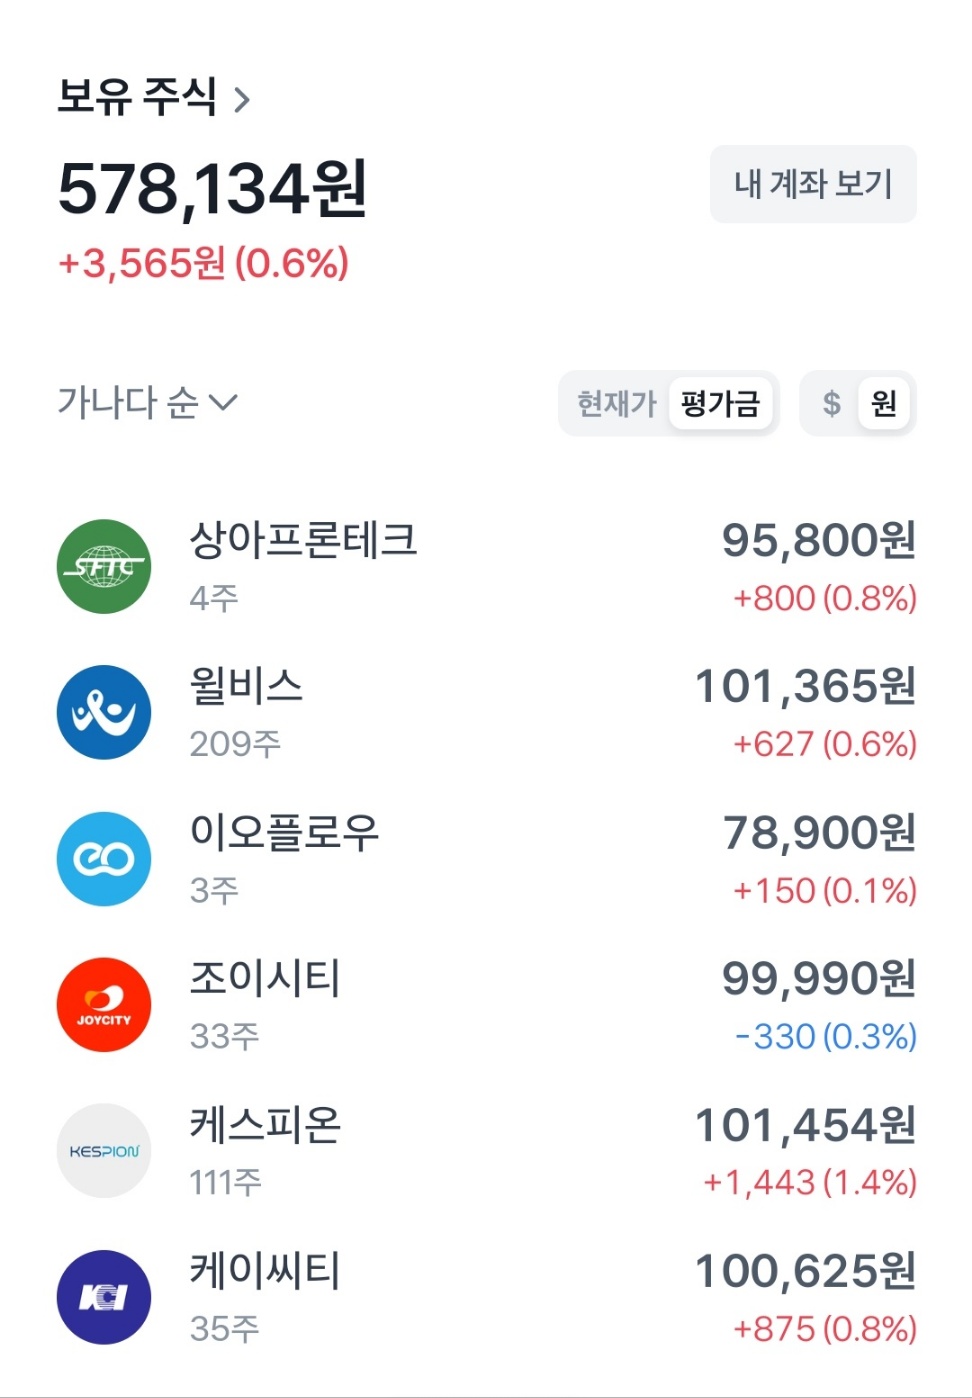 보유 주식 >
578,134원
내 계좌 보기
+3,565원 (0.6%)
가나다 순
현재가 평가금 $ 원
SFTC
상아프론테크 95,800원
4주 +800 (0.8%)
윌비스 101,365원
209주 +627 (0.6%)
이오플로우 78,900원
3주 +150 (0.1%)
조이시티 99,990원
JOYCITY
33주 -330 (0.3%)
케스피온 101,454원
KESPION
111주 +1,443 (1.4%)
케이씨티 100,625원
KCI
35주 +875 (0.8%)